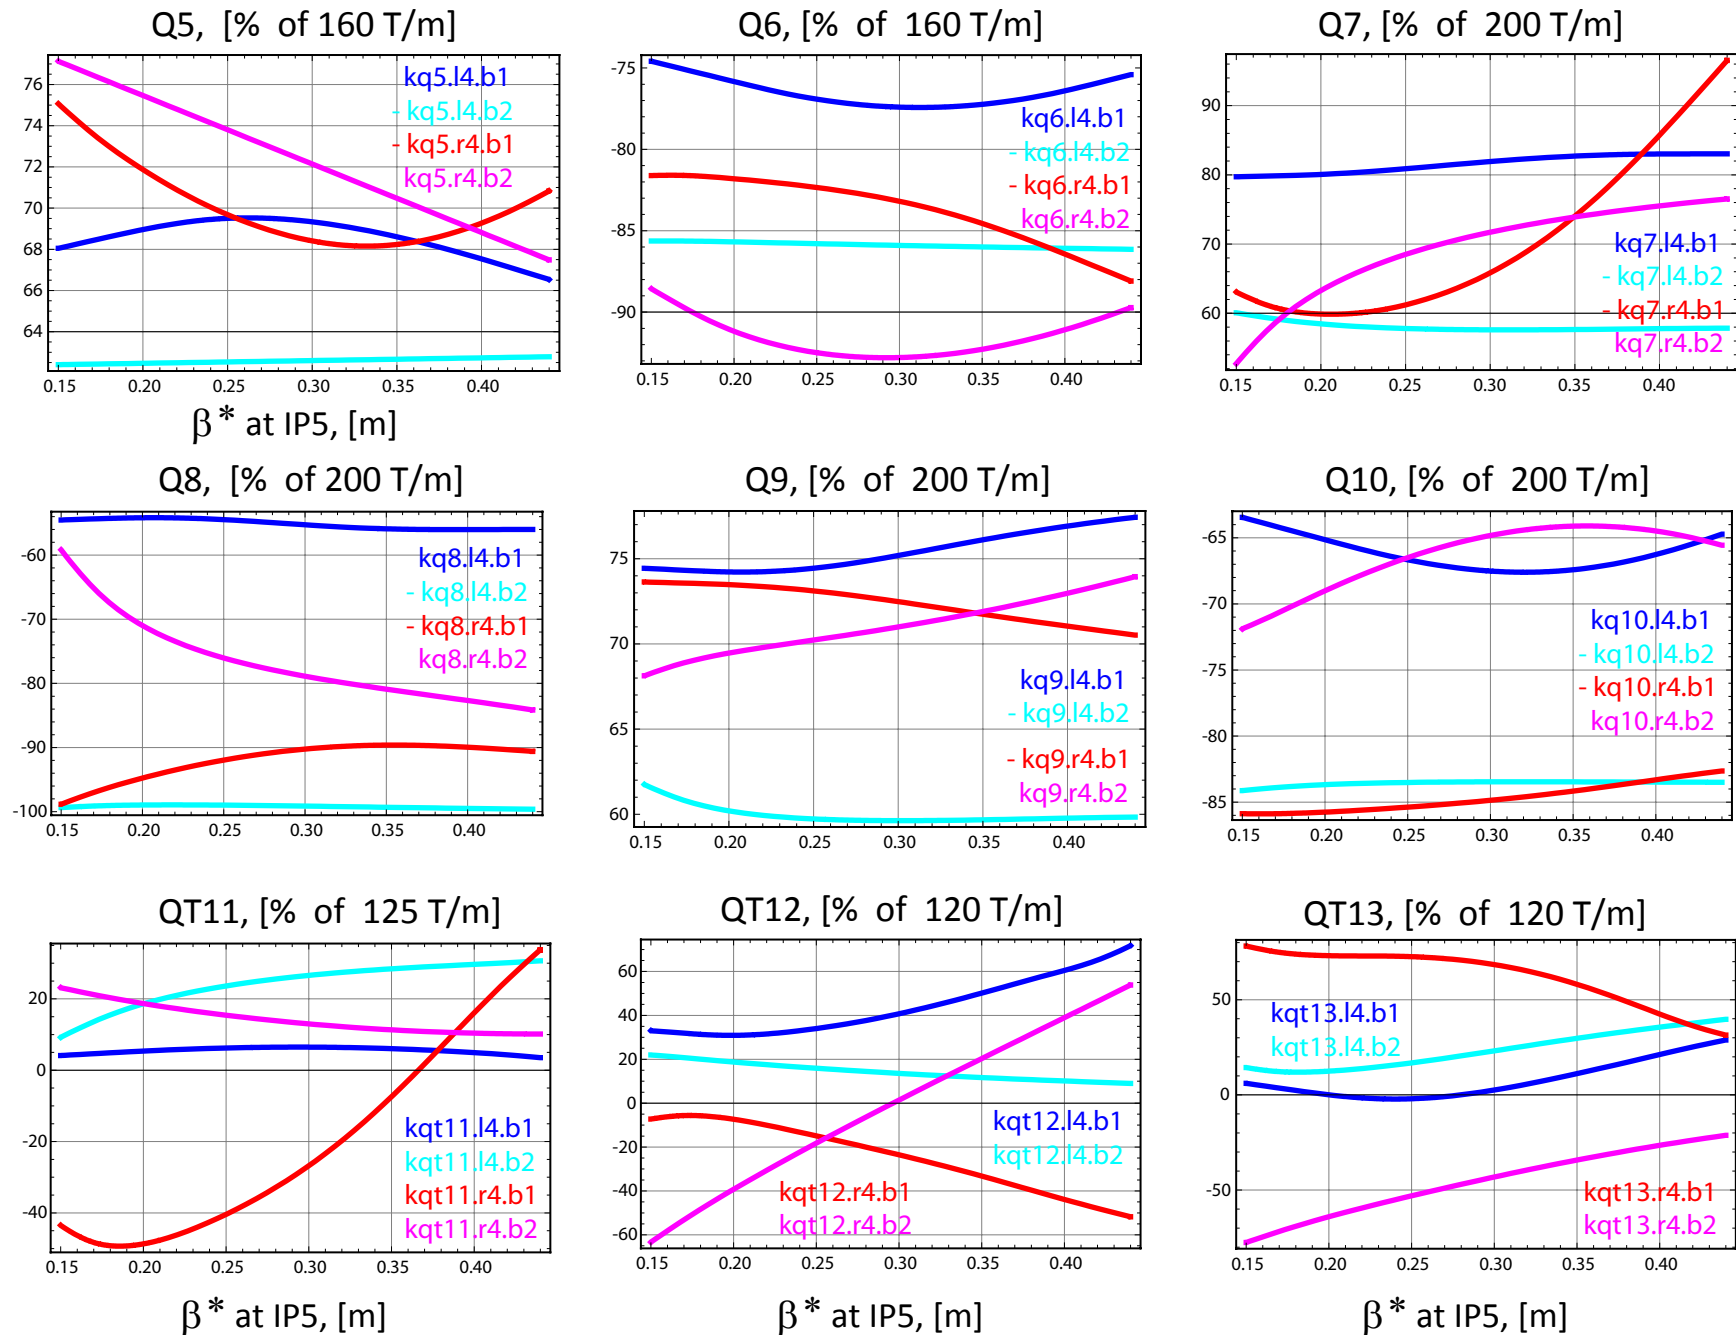 Q5, [% of 160 T/m]
76
74
72
70
68
66
64
0.15 0.20 0.25 0.30 0.35 0.40
kq5.l4.b1
- kq5.l4.b2
- kq5.r4.b1
kq5.r4.b2
β* at IP5, [m]
Q6, [% of 160 T/m]
-75
-80
-85
-90
0.15 0.20 0.25 0.30 0.35 0.40
kq6.l4.b1
- kq6.l4.b2
- kq6.r4.b1
kq6.r4.b2
Q7, [% of 200 T/m]
90
80
70
60
0.15 0.20 0.25 0.30 0.35 0.40
kq7.l4.b1
- kq7.l4.b2
- kq7.r4.b1
kq7.r4.b2
Q8, [% of 200 T/m]
-60
-70
-80
-90
-100
0.15 0.20 0.25 0.30 0.35 0.40
kq8.l4.b1
- kq8.l4.b2
- kq8.r4.b1
kq8.r4.b2
Q9, [% of 200 T/m]
75
70
65
60
0.15 0.20 0.25 0.30 0.35 0.40
kq9.l4.b1
- kq9.l4.b2
- kq9.r4.b1
kq9.r4.b2
Q10, [% of 200 T/m]
-65
-70
-75
-80
-85
0.15 0.20 0.25 0.30 0.35 0.40
kq10.l4.b1
- kq10.l4.b2
- kq10.r4.b1
kq10.r4.b2
QT11, [% of 125 T/m]
20
0
-20
-40
0.15 0.20 0.25 0.30 0.35 0.40
kqt11.l4.b1
kqt11.l4.b2
kqt11.r4.b1
kqt11.r4.b2
β* at IP5, [m]
QT12, [% of 120 T/m]
60
40
20
0
-20
-40
-60
0.15 0.20 0.25 0.30 0.35 0.40
kqt12.l4.b1
kqt12.l4.b2
kqt12.r4.b1
kqt12.r4.b2
β* at IP5, [m]
QT13, [% of 120 T/m]
50
0
-50
0.15 0.20 0.25 0.30 0.35 0.40
kqt13.l4.b1
kqt13.l4.b2
kqt13.r4.b1
kqt13.r4.b2
β* at IP5, [m]